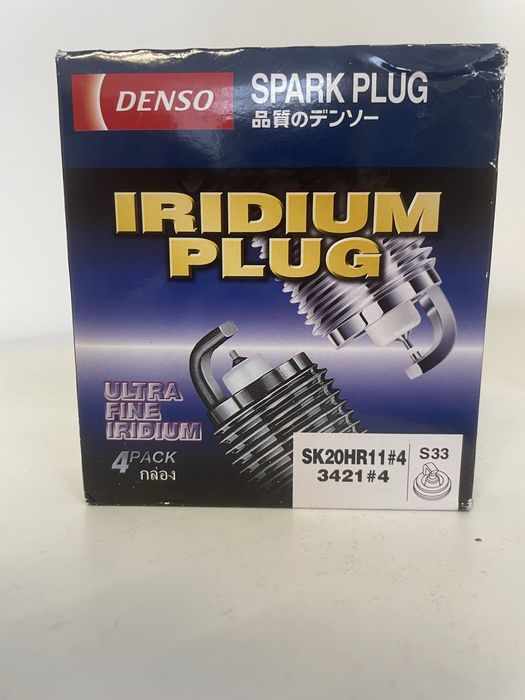 DENSO
SPARK PLUG
品質のデンソー
IRIDIUM
PLUG
ULTRA
FINE
IRIDIUM
4PACK
กล่อง
SK20HR11#4
3421#4
S33